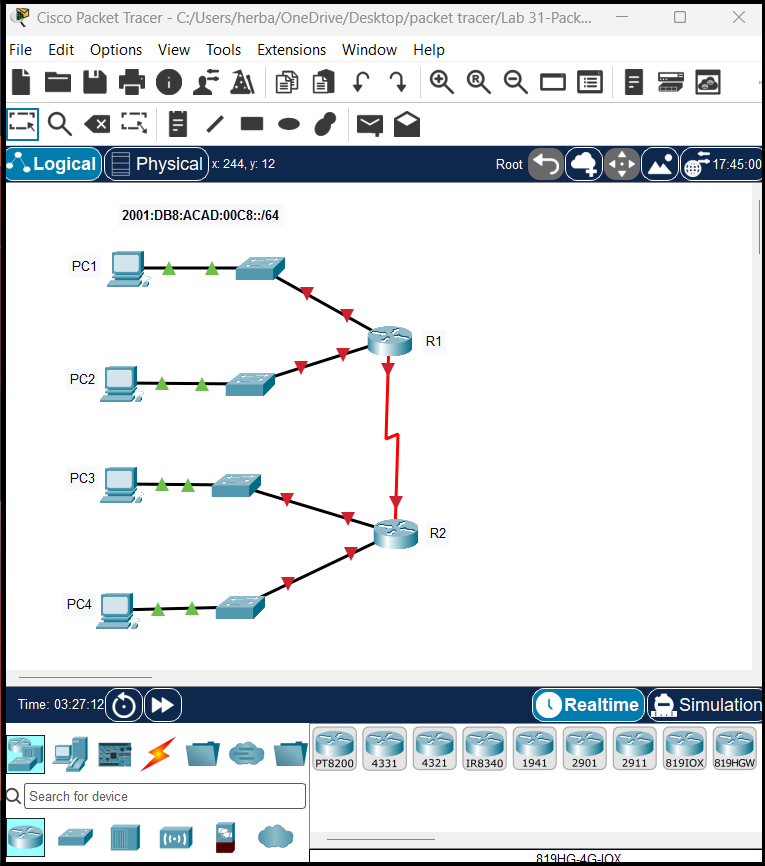 Cisco Packet Tracer - C:/Users/herba/OneDrive/Desktop/packet tracer/Lab 31-Pack...
File Edit Options View Tools Extensions Window Help
Logical Physical x: 244, y: 12 Root 17:45:00
2001:DB8:ACAD:00C8::/64
PC1
R1
PC2
PC3
R2
PC4
Time: 03:27:12 Realtime Simulation
PT8200 4331 4321 IR8340 1941 2901 2911 819IOX 819HGW
Search for device
819HG-4G-IOX